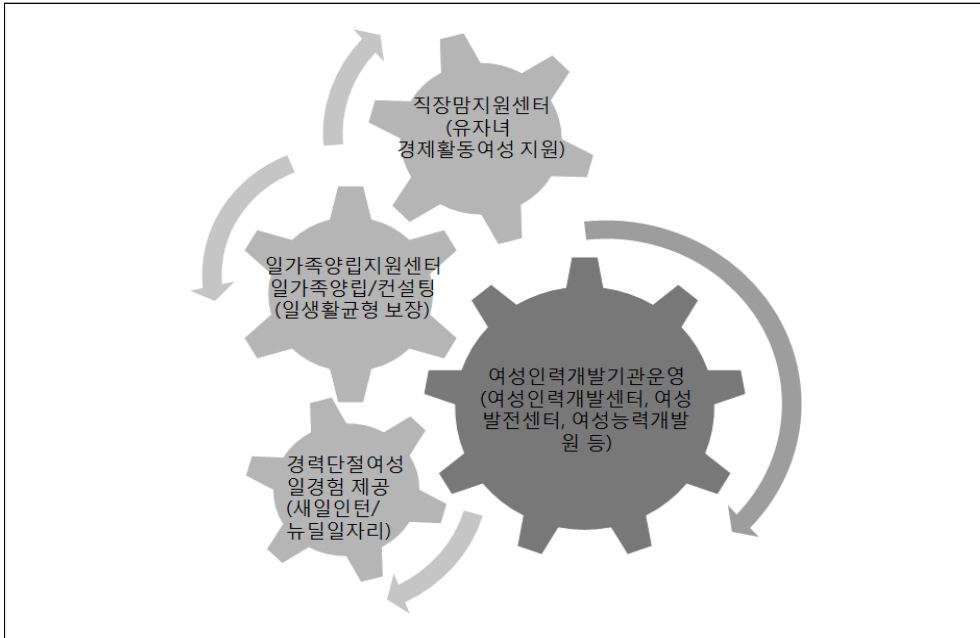 직장맘지원센터
(유자녀
경제활동여성 지원)
일가족양립지원센터
일가족양립/컨설팅
(일생활균형 보장)
여성인력개발기관운영
(여성인력개발센터, 여성
발전센터, 여성능력개발
원 등)
경력단절여성
일경험 제공
(새일인턴/
뉴딜일자리)